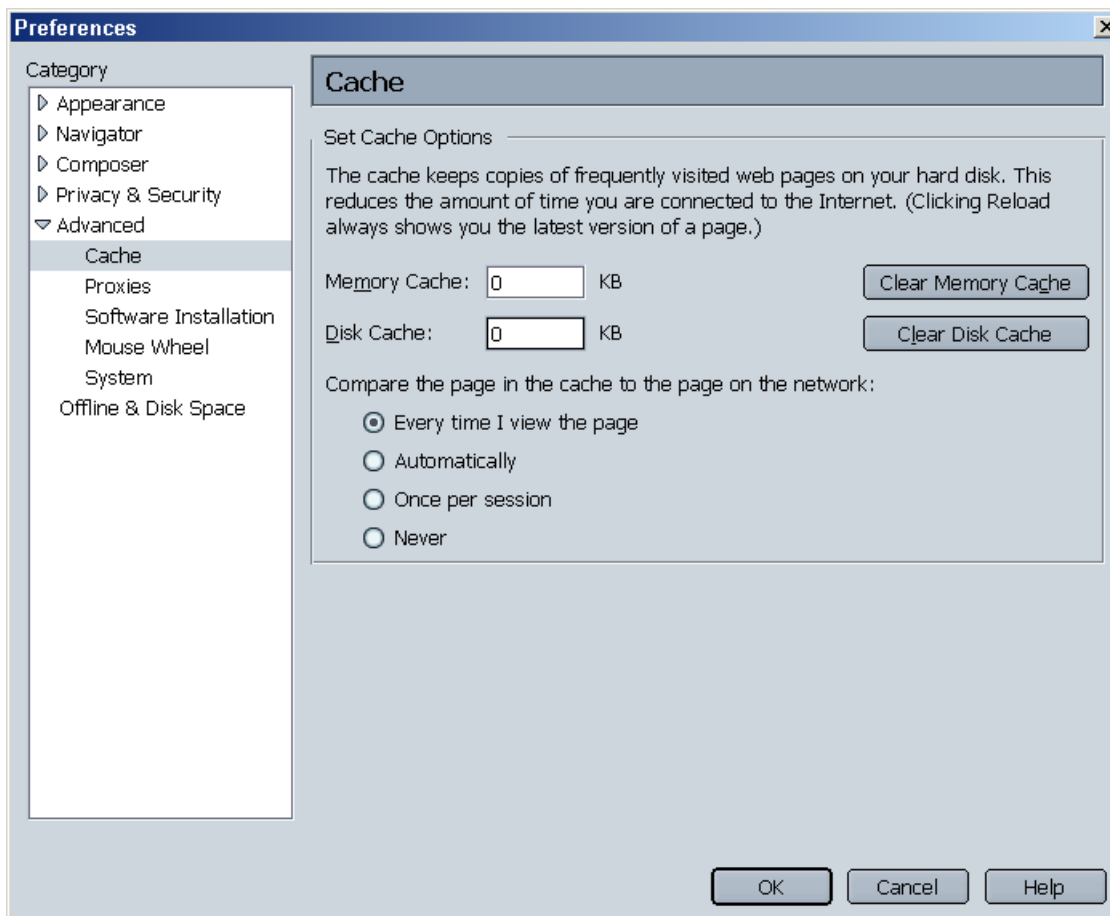 Preferences
Category
Appearance
Navigator
Composer
Privacy & Security
Advanced
Cache
Proxies
Software Installation
Mouse Wheel
System
Offline & Disk Space
Cache
Set Cache Options
The cache keeps copies of frequently visited web pages on your hard disk. This
reduces the amount of time you are connected to the Internet. (Clicking Reload
always shows you the latest version of a page.)
Memory Cache: 0 KB Clear Memory Cache
Disk Cache: 0 KB Clear Disk Cache
Compare the page in the cache to the page on the network:
Every time I view the page
Automatically
Once per session
Never
OK Cancel Help